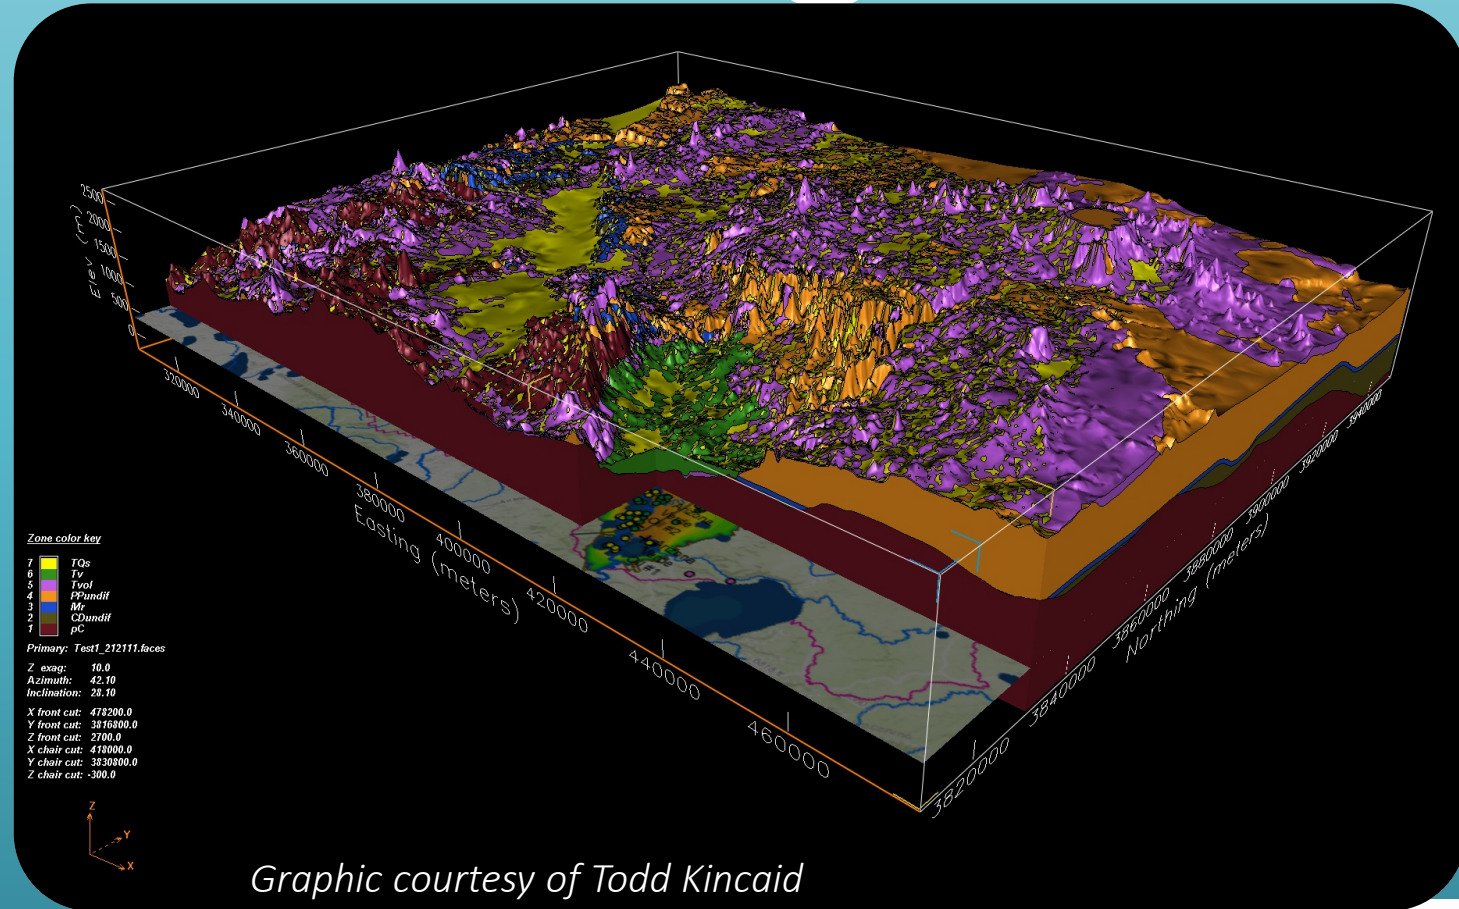 2500
2000
1500
1000
500
0
Elev (m)
320000
340000
360000
380000
400000
420000
440000
460000
Easting (meters)
3820000
3840000
3860000
3880000
3900000
3920000
3940000
Northing (meters)
Zone color key
7 TQs
6 Tv
5 Tvol
4 PPundif
3 Mr
2 CDundif
1 pC
Primary: Test1_212111.faces
Z exag: 10.0
Azimuth: 42.10
Inclination: 28.10
X front cut: 478200.0
Y front cut: 3816800.0
Z front cut: 2700.0
X chair cut: 418000.0
Y chair cut: 3830800.0
Z chair cut: -300.0
Z
Y
X
Graphic courtesy of Todd Kincaid